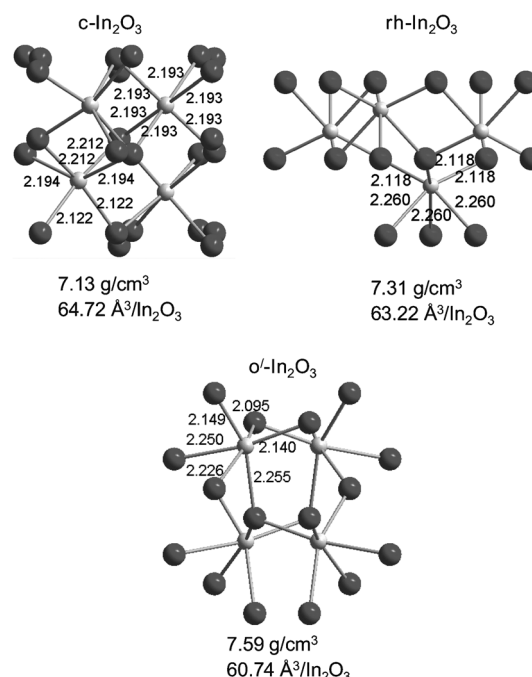 c-In₂O₃
rh-In₂O₃
2.193
2.193
2.193
2.193
2.193
2.193
2.212
2.212
2.194
2.194
2.122
2.122
2.118
2.118
2.118
2.260
2.260
2.260
7.13 g/cm³
64.72 Å³/In₂O₃
7.31 g/cm³
63.22 Å³/In₂O₃
o′-In₂O₃
2.095
2.149
2.250
2.140
2.226
2.255
7.59 g/cm³
60.74 Å³/In₂O₃